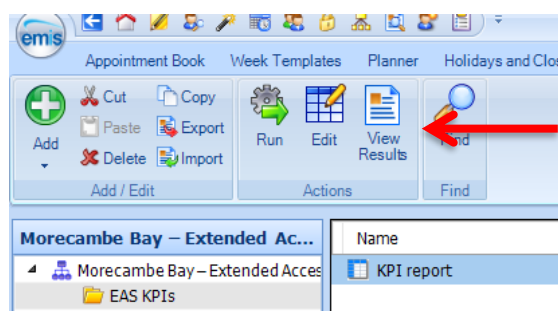 emis
Appointment Book Week Templates Planner Holidays and Clos
Add
Cut Copy
Paste Export
Delete Import
Add / Edit
Run Edit View Results
Actions
Find
Find
Morecambe Bay – Extended Ac...
Name
Morecambe Bay – Extended Acces
KPI report
EAS KPIs